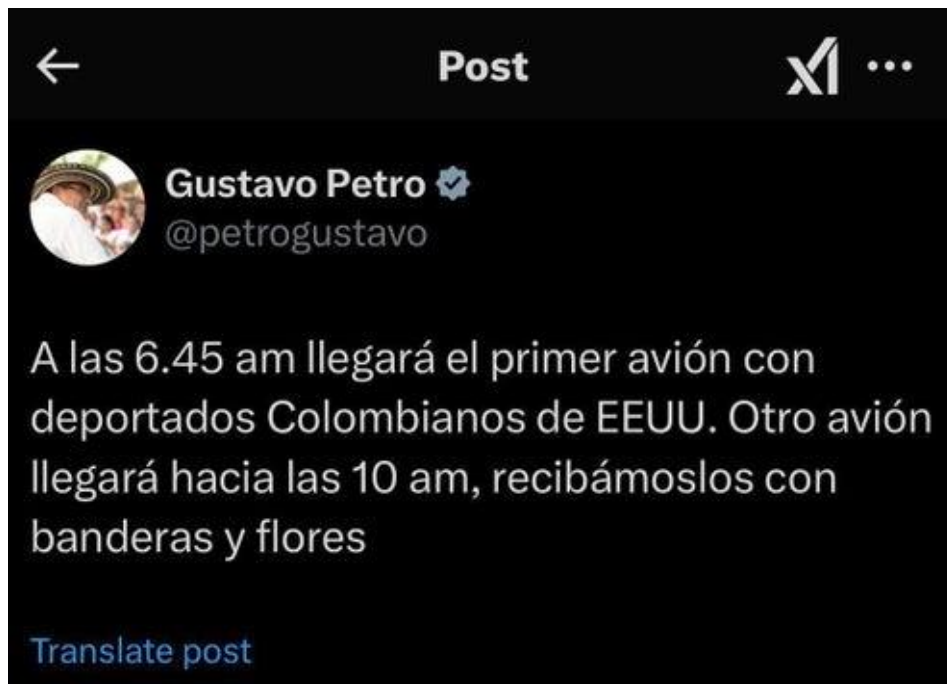 Post
Gustavo Petro
@petrogustavo
A las 6.45 am llegará el primer avión con
deportados Colombianos de EEUU. Otro avión
llegará hacia las 10 am, recibámoslos con
banderas y flores
Translate post